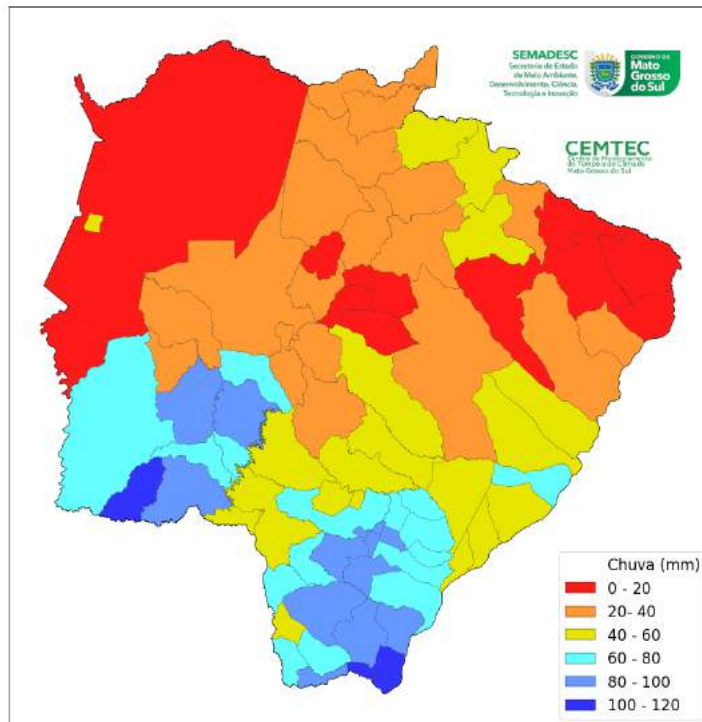 SEMADESC
Secretaria de Estado
de Meio Ambiente,
Desenvolvimento, Ciência,
Tecnologia e Inovação
GOVERNO DE
Mato
Grosso
do Sul
CEMTEC
Centro de Monitoramento
do Tempo e do Clima de
Mato Grosso do Sul
Chuva (mm)
0 - 20
20- 40
40 - 60
60 - 80
80 - 100
100 - 120